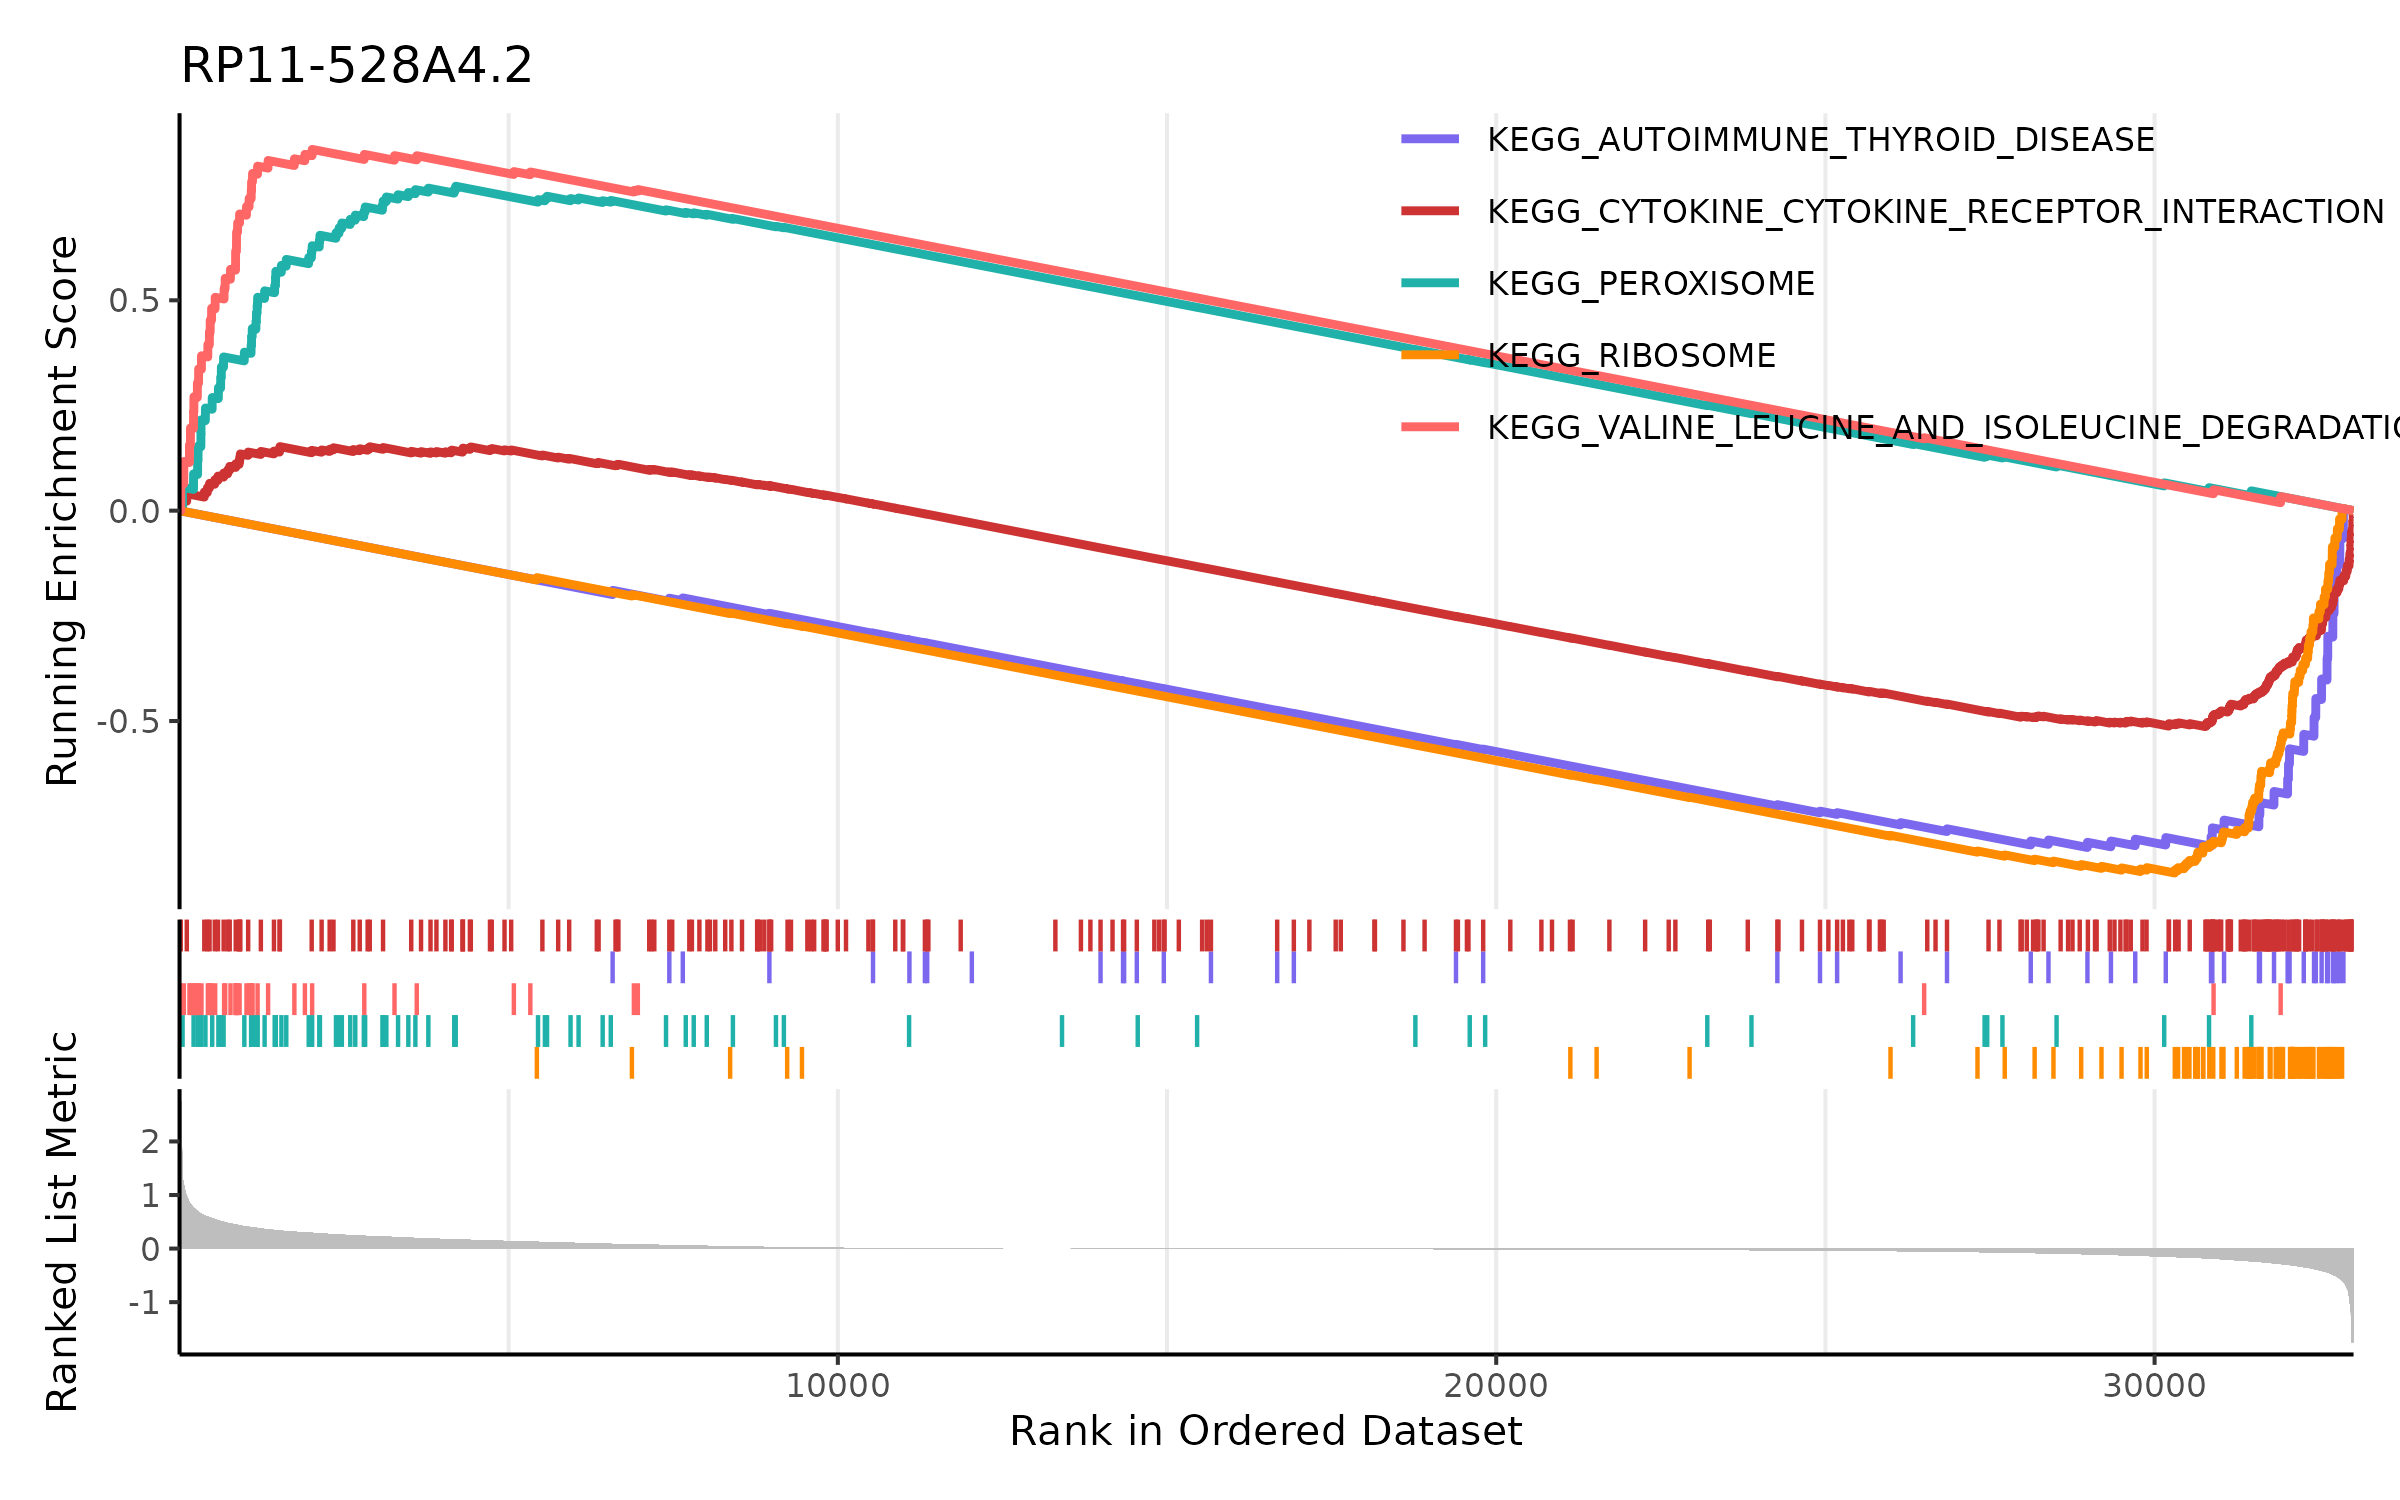 RP11-528A4.2
Running Enrichment Score
0.5
0.0
-0.5
KEGG_AUTOIMMUNE_THYROID_DISEASE
KEGG_CYTOKINE_CYTOKINE_RECEPTOR_INTERACTION
KEGG_PEROXISOME
KEGG_RIBOSOME
KEGG_VALINE_LEUCINE_AND_ISOLEUCINE_DEGRADATIO
Ranked List Metric
2
1
0
-1
10000
20000
30000
Rank in Ordered Dataset